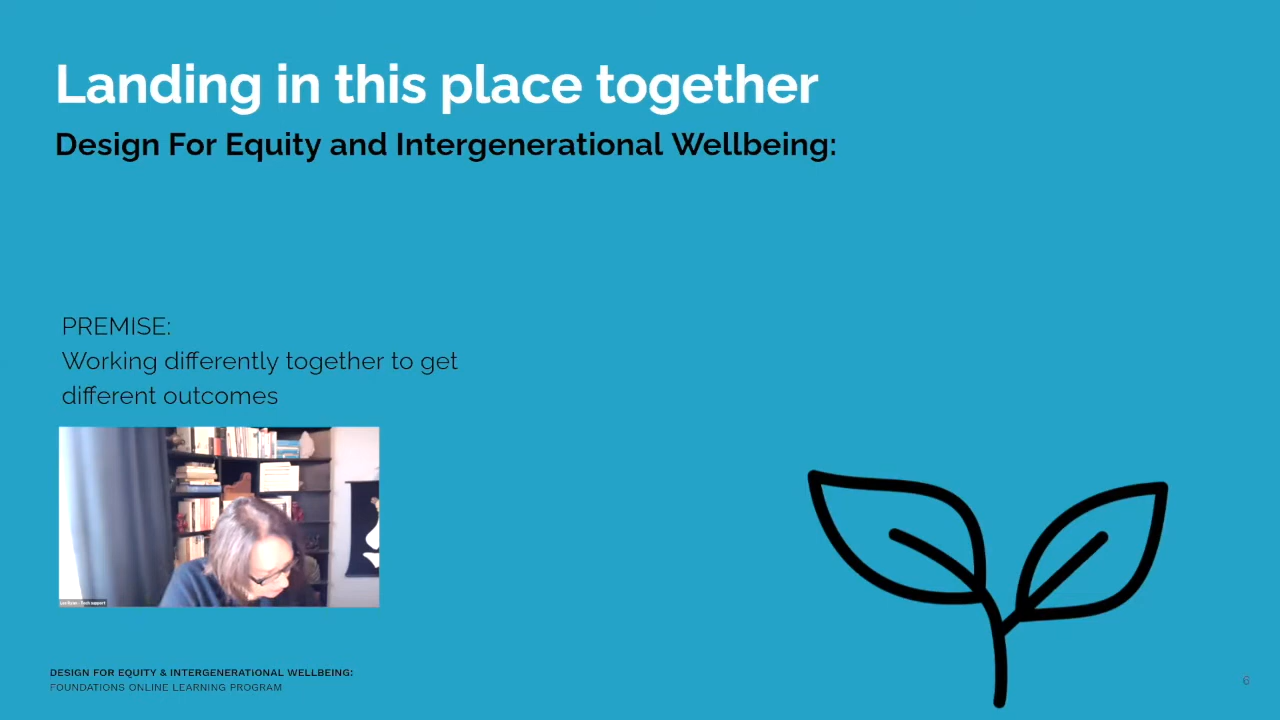 Landing in this place together
Design For Equity and Intergenerational Wellbeing:
PREMISE:
Working differently together to get
different outcomes
DESIGN FOR EQUITY & INTERGENERATIONAL WELLBEING:
FOUNDATIONS ONLINE LEARNING PROGRAM
6